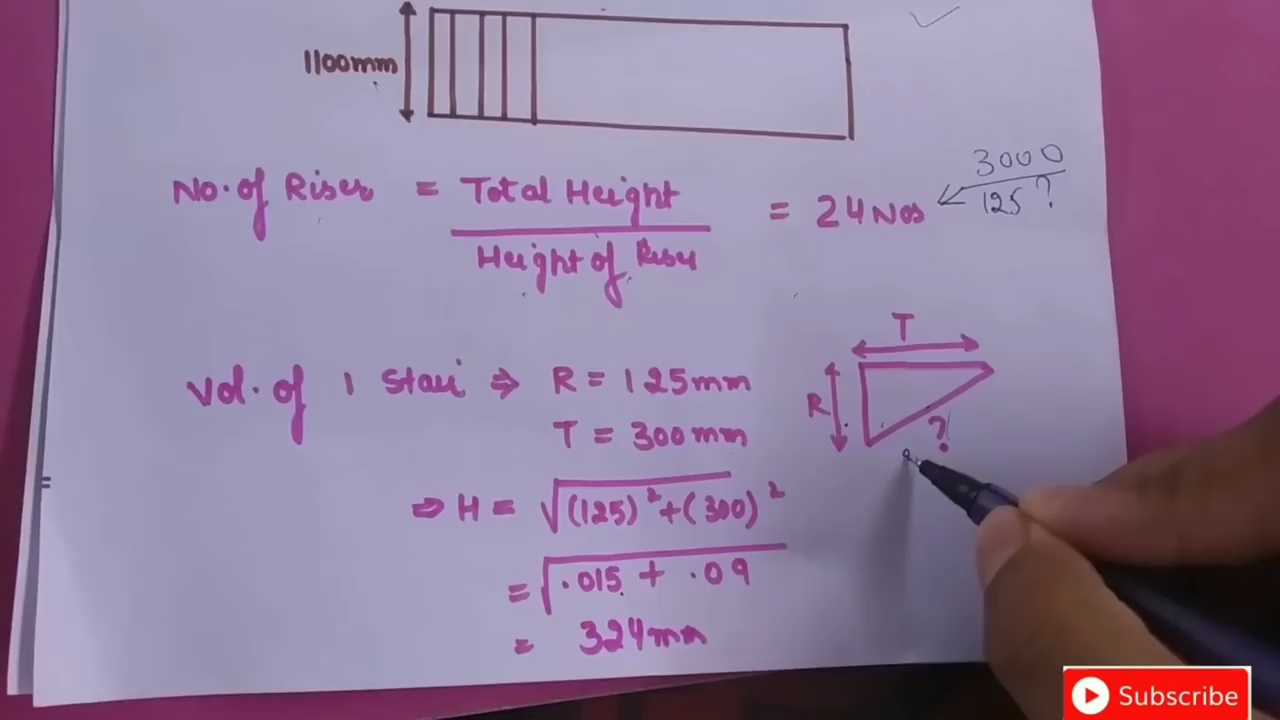 1100mm
3000
125 ?
No. of Riser = Total Height = 24 Nos
Height of Riser
T
Vol. of 1 Stair ⇒ R = 125mm
R
T = 300mm
?
⇒ H = √(125)² + (300)²
= √.015 + .09
= 324mm
Subscribe